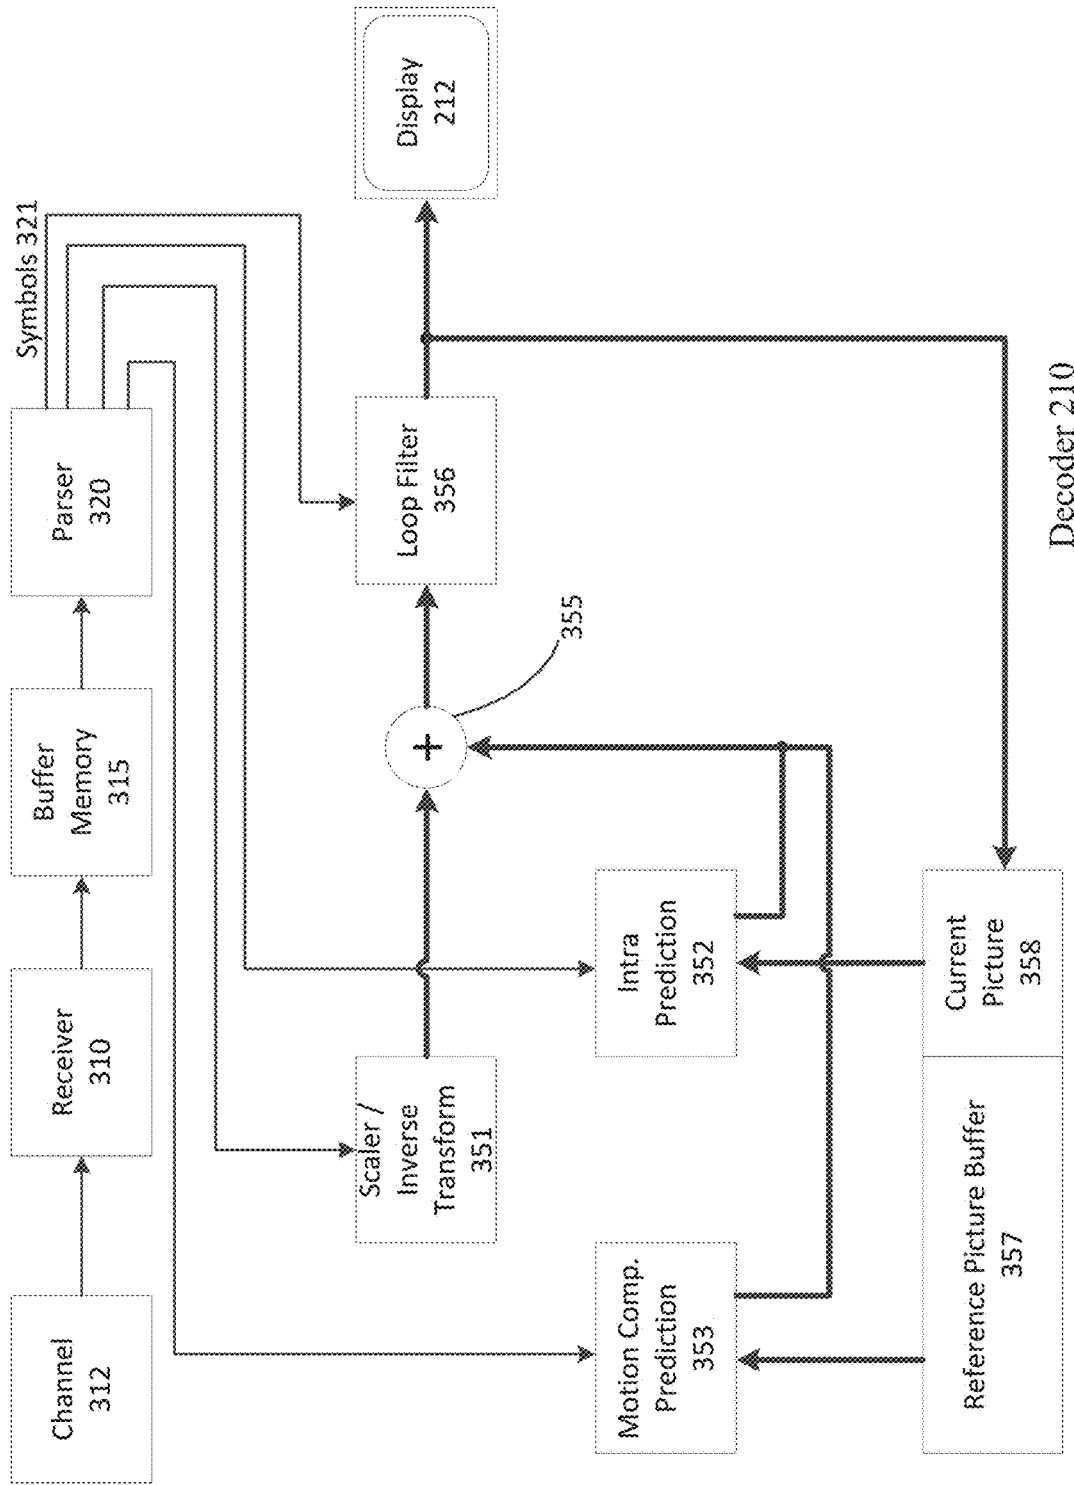 Channel
312
Receiver
310
Buffer
Memory
315
Parser
320
Symbols 321
Scaler /
Inverse
Transform
351
355
Loop Filter
356
Display
212
Motion Comp.
Prediction
353
Intra
Prediction
352
+
Reference Picture Buffer
357
Current
Picture
358
Decoder 210